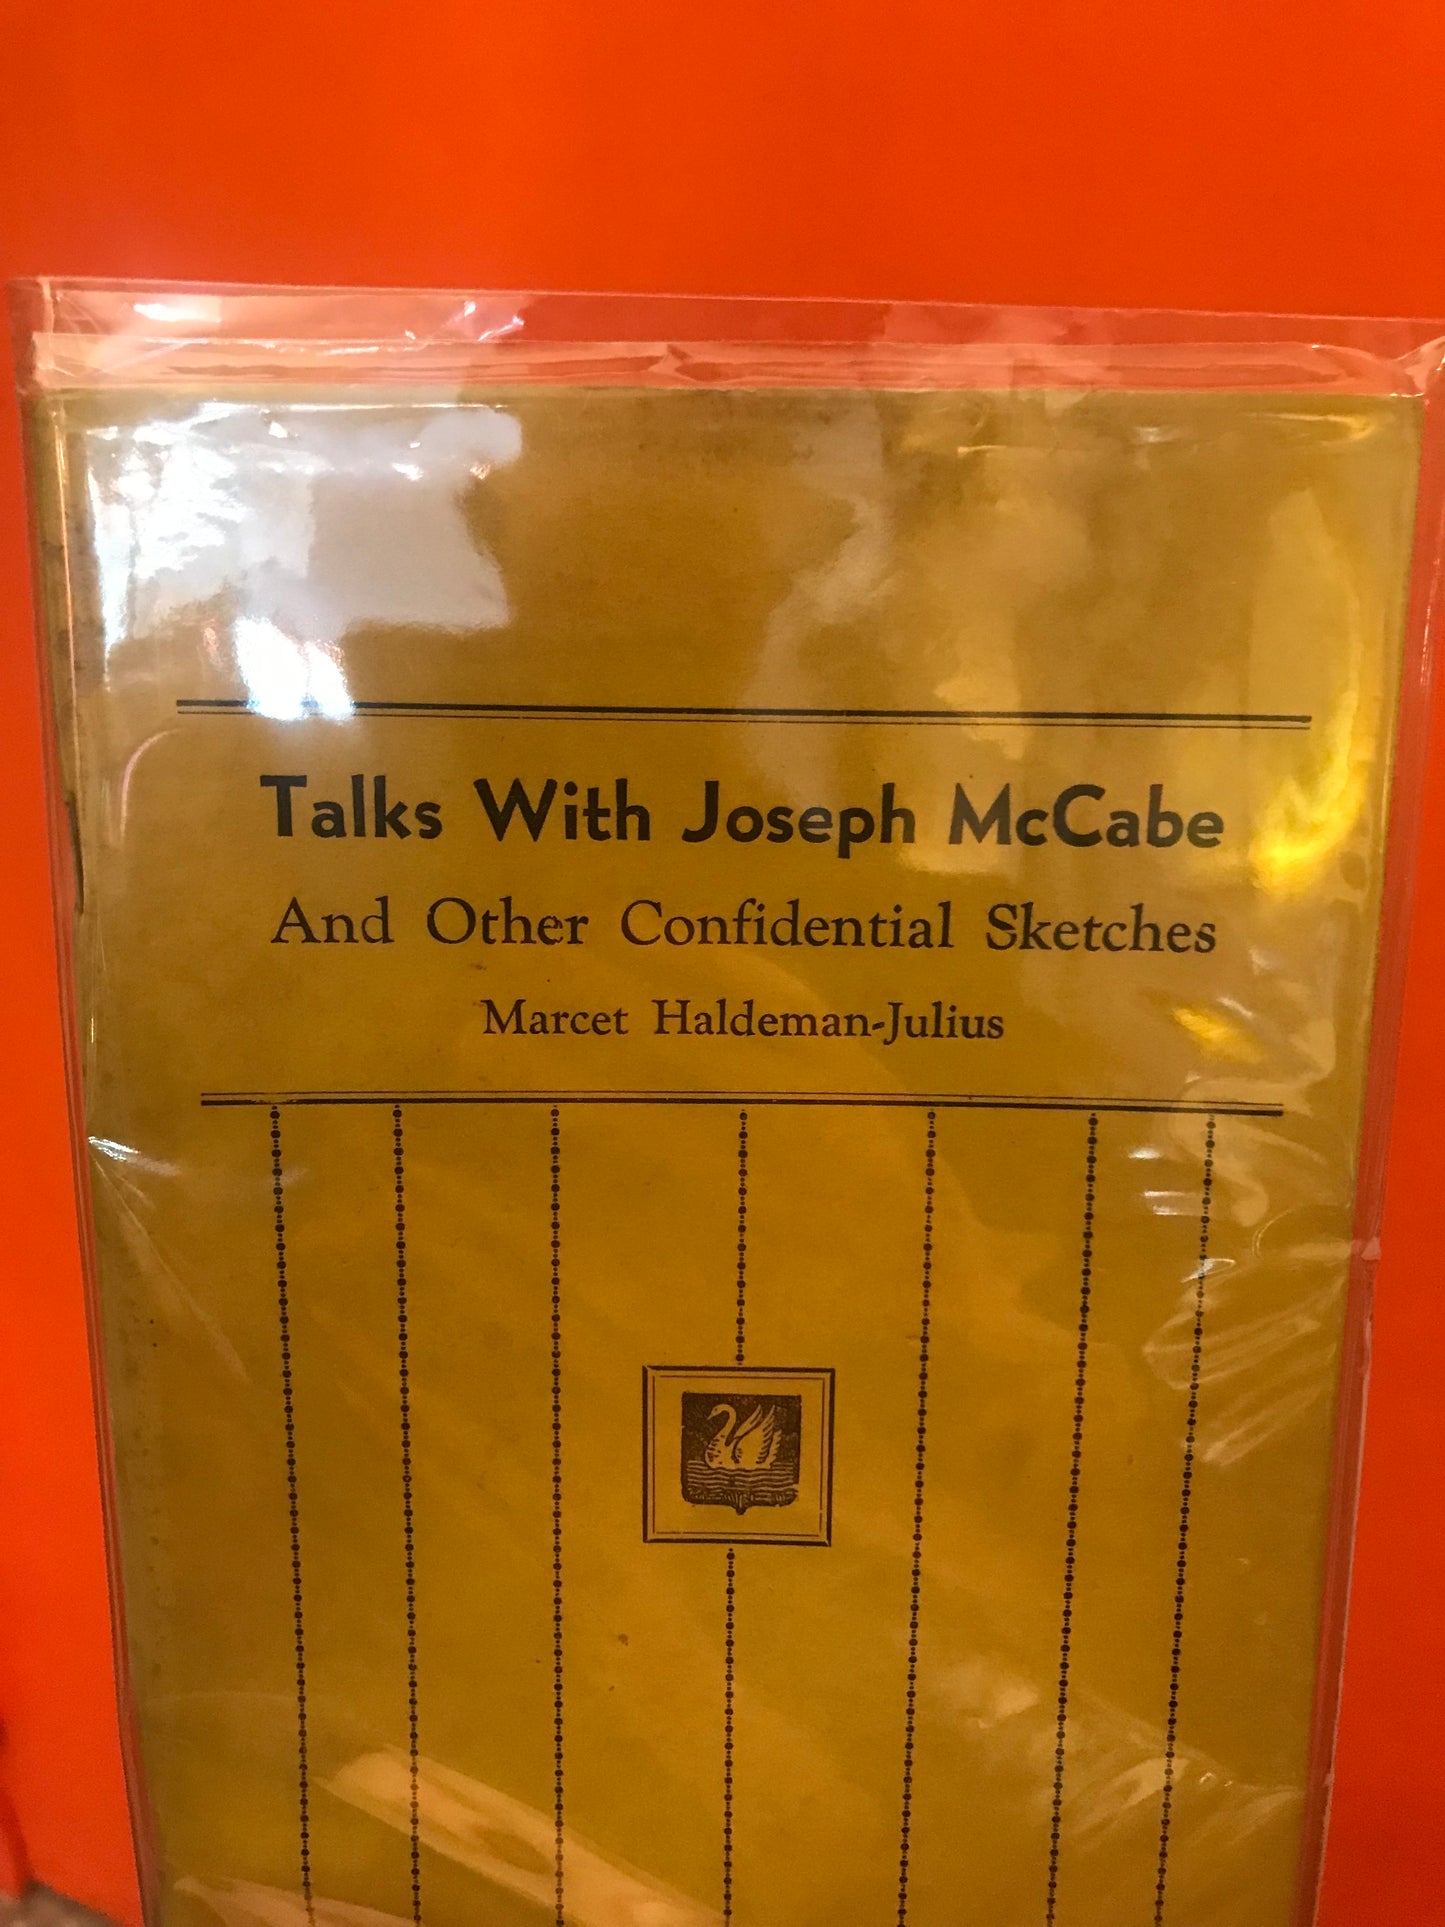 Talks With Joseph McCabe
And Other Confidential Sketches
Marcet Haldeman-Julius